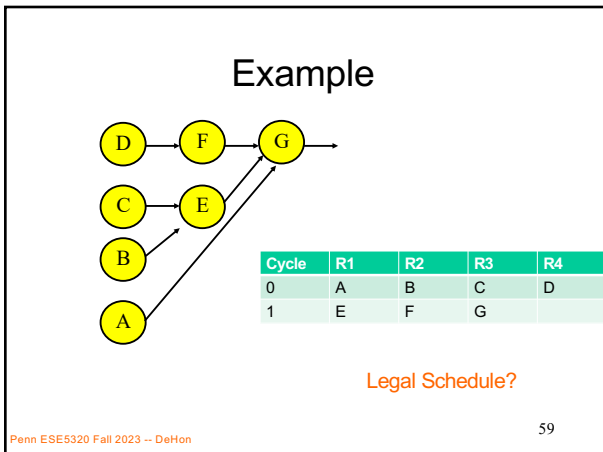 Example
D F G
C E
B
A
Cycle R1 R2 R3 R4
0 A B C D
1 E F G
Legal Schedule?
Penn ESE5320 Fall 2023 -- DeHon
59